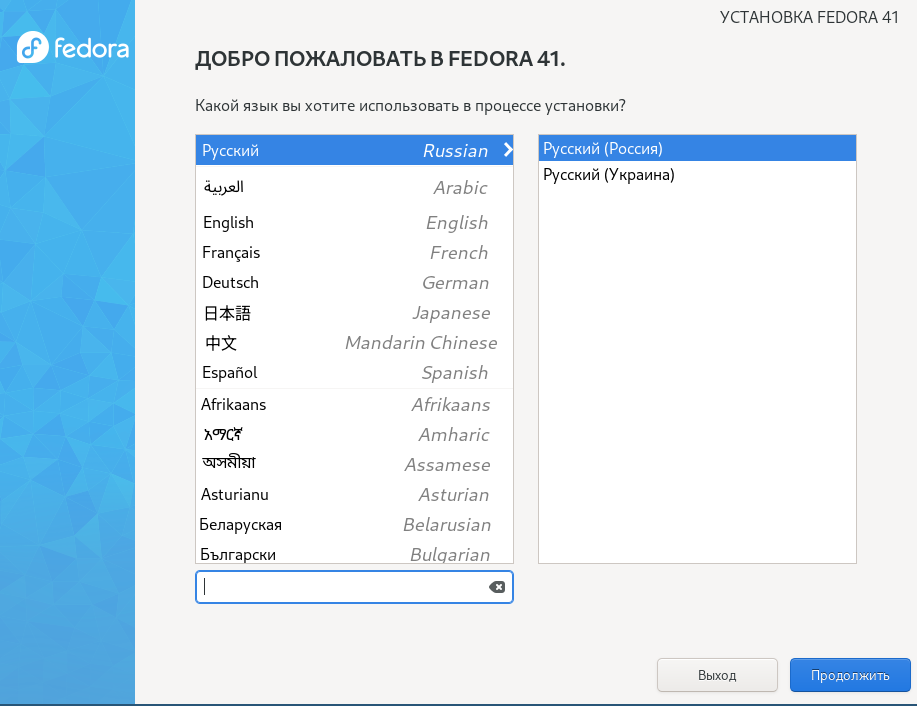 fedora
УСТАНОВКА FEDORA 41
ДОБРО ПОЖАЛОВАТЬ В FEDORA 41.
Какой язык вы хотите использовать в процессе установки?
Русский Russian
العربية Arabic
English English
Français French
Deutsch German
日本語 Japanese
中文 Mandarin Chinese
Español Spanish
Afrikaans Afrikaans
አማርኛ Amharic
অসমীয়া Assamese
Asturianu Asturian
Беларуская Belarusian
Български Bulgarian
Русский (Россия)
Русский (Украина)
Выход
Продолжить